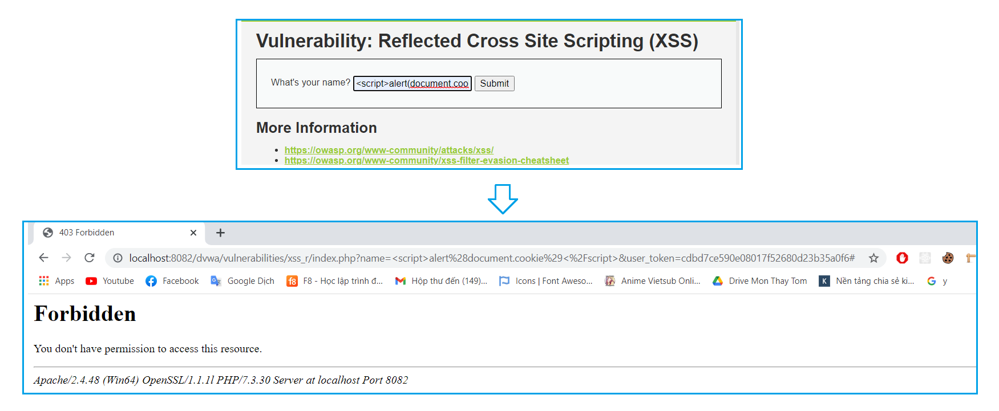 Vulnerability: Reflected Cross Site Scripting (XSS)
What's your name? <script>alert(document.coo Submit
More Information
https://owasp.org/www-community/attacks/xss/
https://owasp.org/www-community/xss-filter-evasion-cheatsheet
403 Forbidden
localhost:8082/dvwa/vulnerabilities/xss_r/index.php?name=<script>alert%28document.cookie%29<%2Fscript>&user_token=cdbd7ce590e08017f52680d23b35a0f6#
Apps YouTube Facebook Google Dịch f8 F8 - Học lập trình đ... Hộp thư đến (149)... Icons | Font Aweso... Anime Vietsub Onli... Drive Mon Thay Tom K Nền tảng chia sẻ ki... y
Forbidden
You don't have permission to access this resource.
Apache/2.4.48 (Win64) OpenSSL/1.1.1l PHP/7.3.30 Server at localhost Port 8082